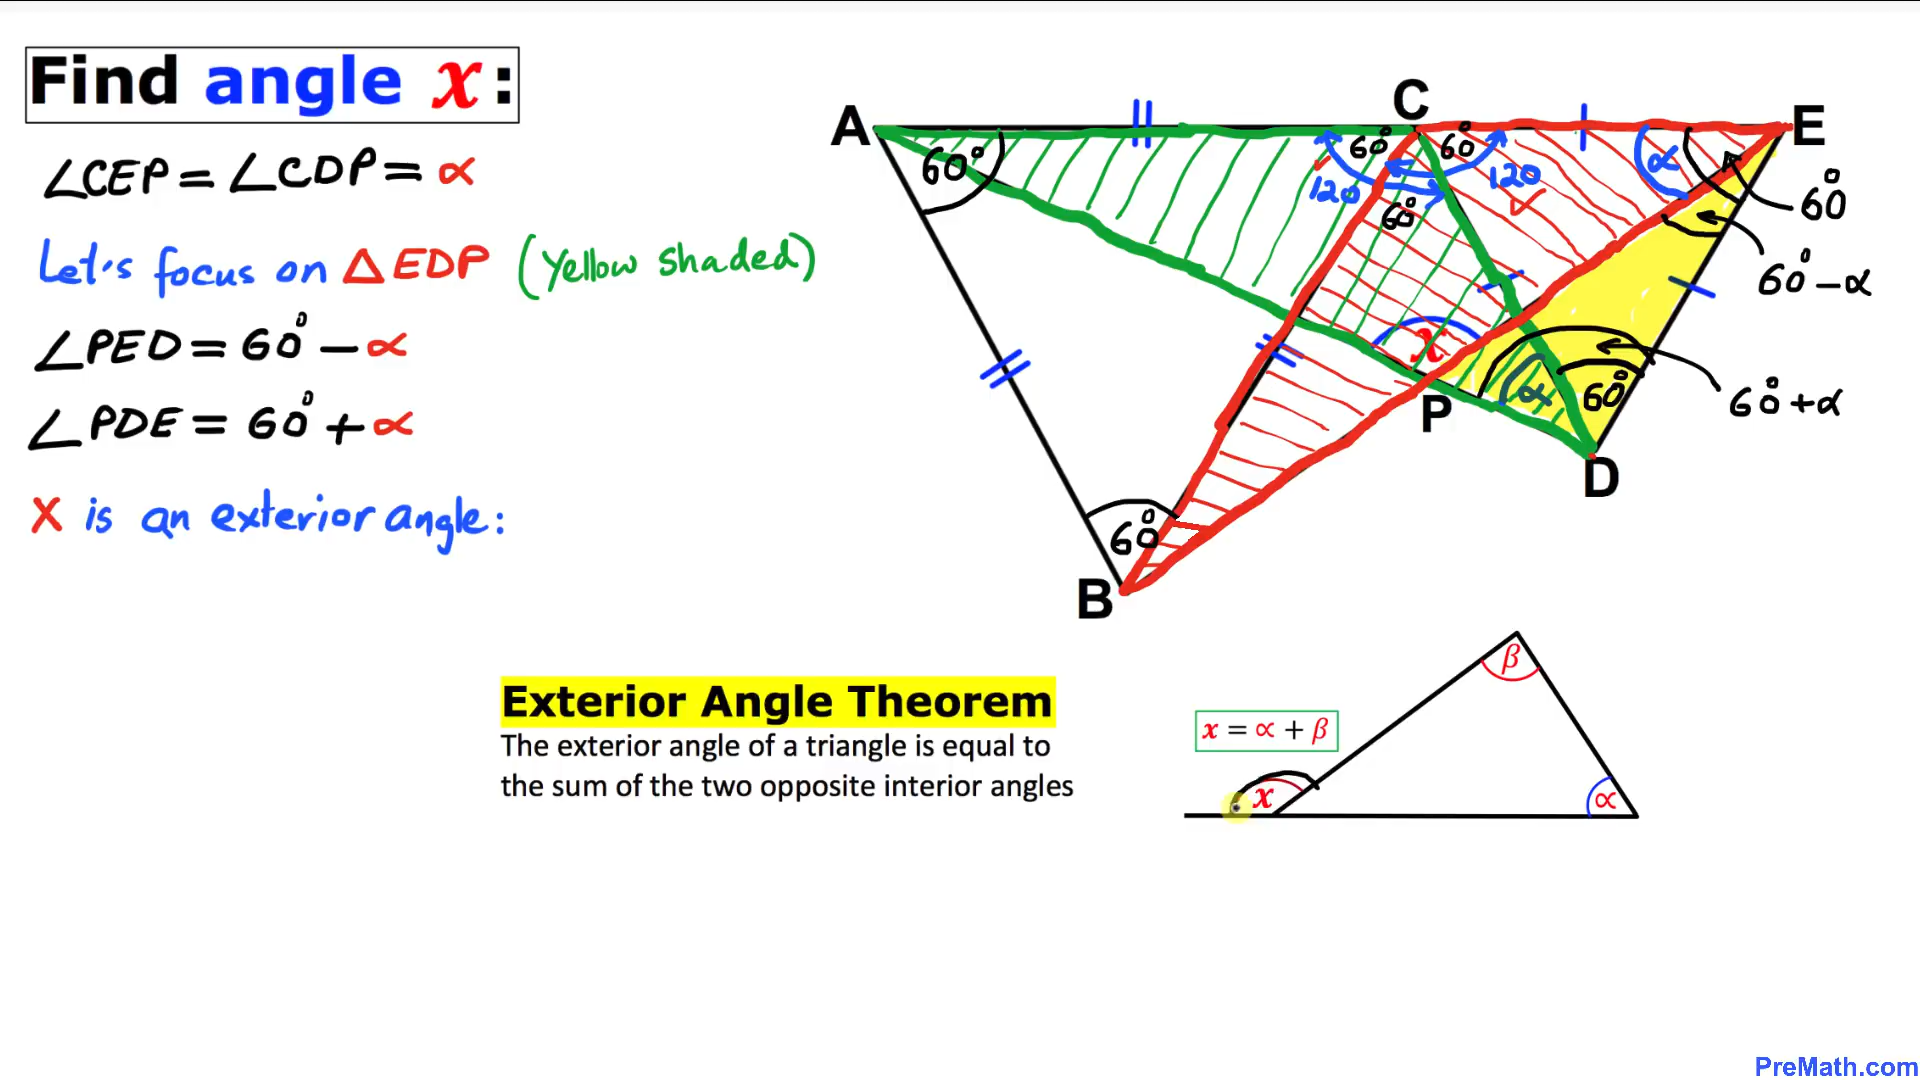 Find angle x:
∠CEP = ∠CDP = α
Let's focus on △EDP (Yellow shaded)
∠PED = 60° − α
∠PDE = 60° + α
X is an exterior angle:
A
C
E
60°
60°
60°
120
120
60°
α
60°
60° − α
x
P
α
60°
60° + α
D
60°
B
Exterior Angle Theorem
The exterior angle of a triangle is equal to
the sum of the two opposite interior angles
x = ∝ + β
β
x
∝
PreMath.com